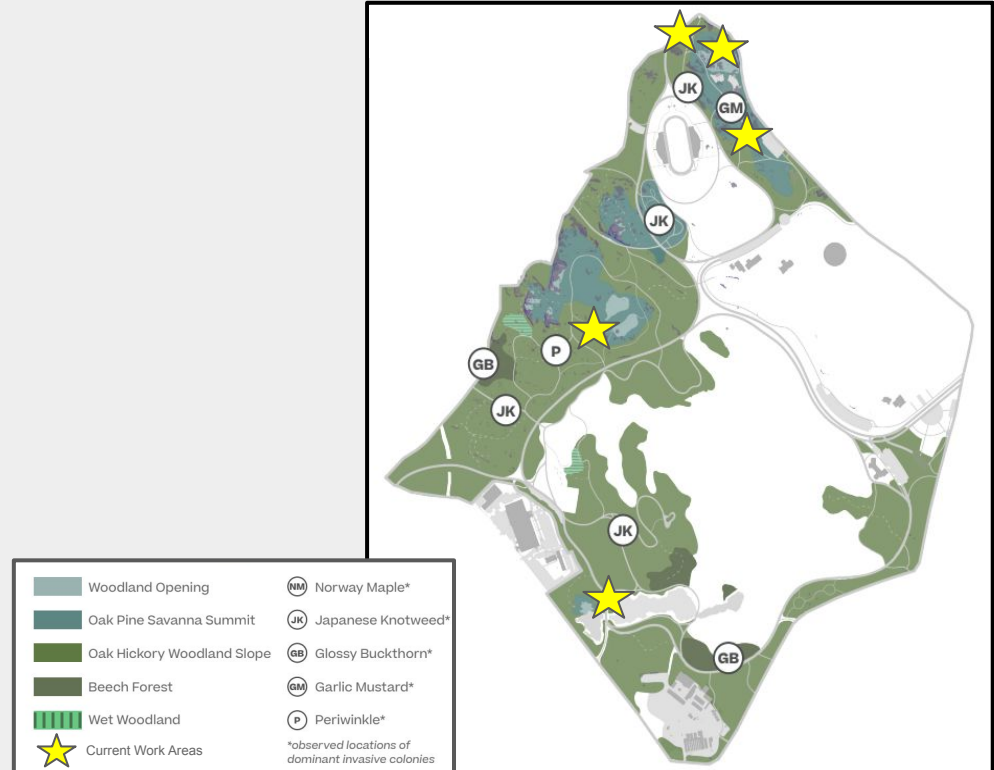 JK
GM
JK
GB
P
JK
JK
GB
Woodland Opening
Oak Pine Savanna Summit
Oak Hickory Woodland Slope
Beech Forest
Wet Woodland
Current Work Areas
NM Norway Maple*
JK Japanese Knotweed*
GB Glossy Buckthorn*
GM Garlic Mustard*
P Periwinkle*
*observed locations of
dominant invasive colonies